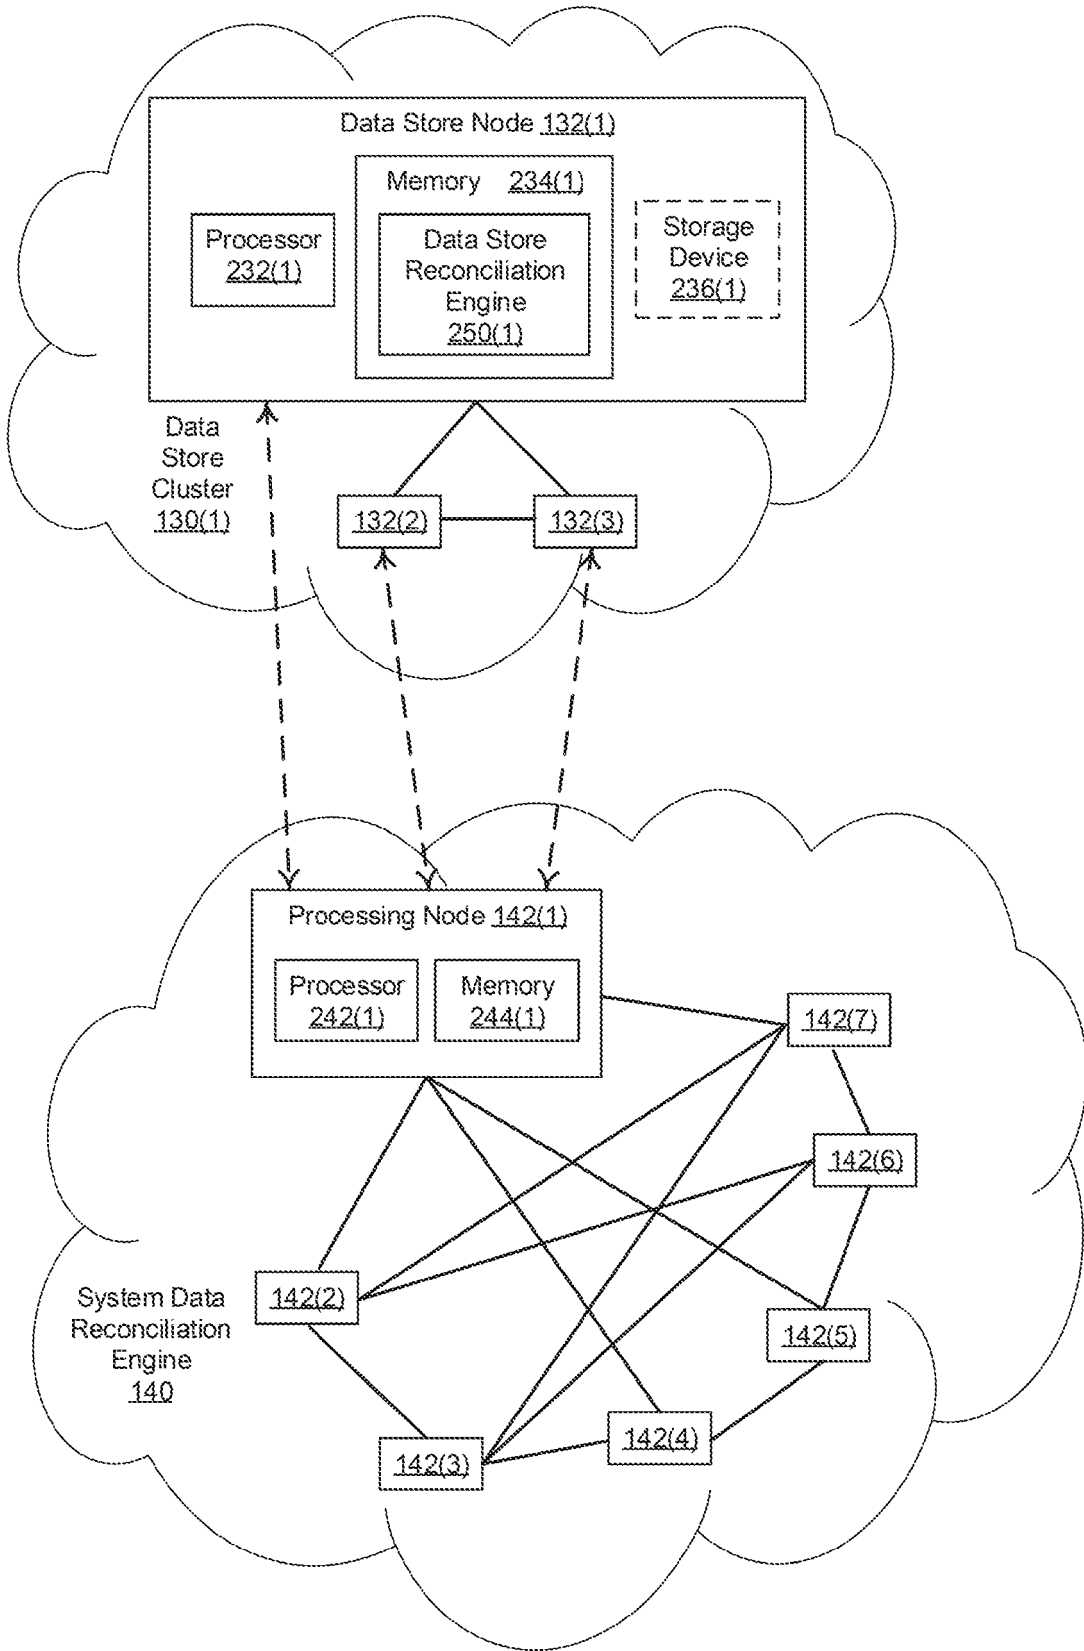 Data Store Node 132(1)
Memory 234(1)
Processor
232(1)
Data Store
Reconciliation
Engine
250(1)
Storage
Device
236(1)
Data
Store
Cluster
130(1)
132(2)
132(3)
Processing Node 142(1)
Processor
242(1)
Memory
244(1)
142(7)
142(6)
142(2)
System Data
Reconciliation
Engine
140
142(5)
142(4)
142(3)